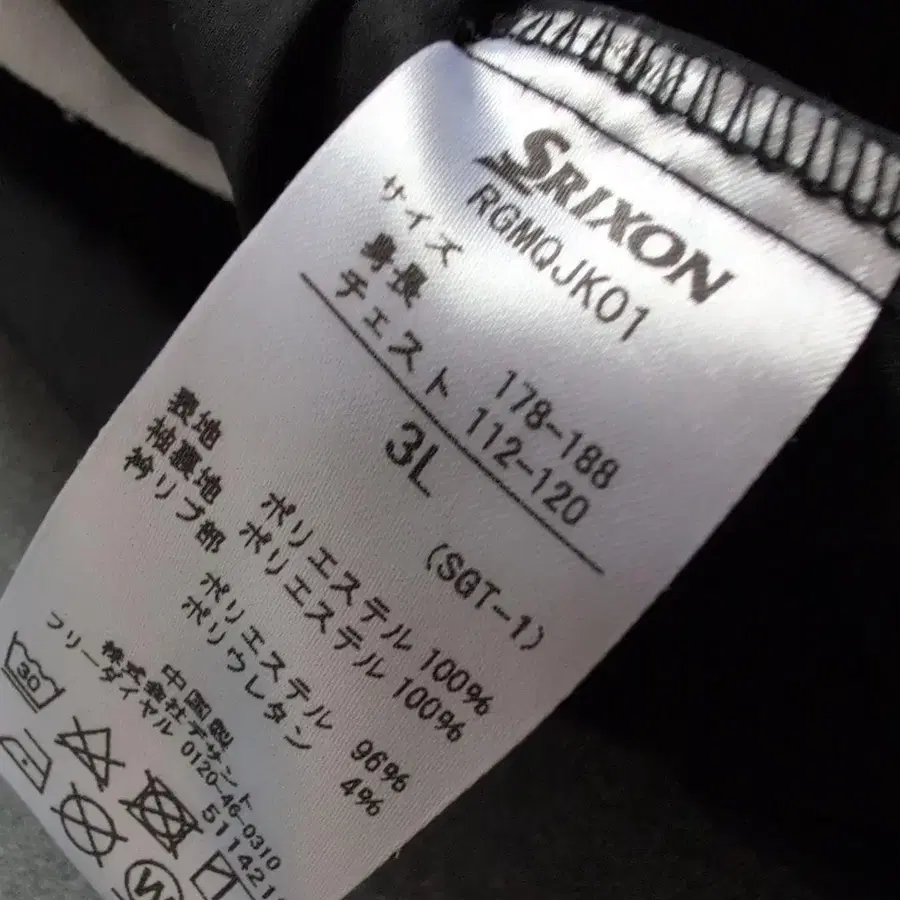 SRIXON
RGMQJK01
サイズ
身長 178-188
チェスト 112-120
3L
(SGT-1)
表地 ポリエステル 100%
袖裏地 ポリエステル 100%
衿リブ部 ポリエステル 96%
ポリウレタン 4%
中国製
株式会社デサント
フリーダイヤル 0120-46-0310
30
W